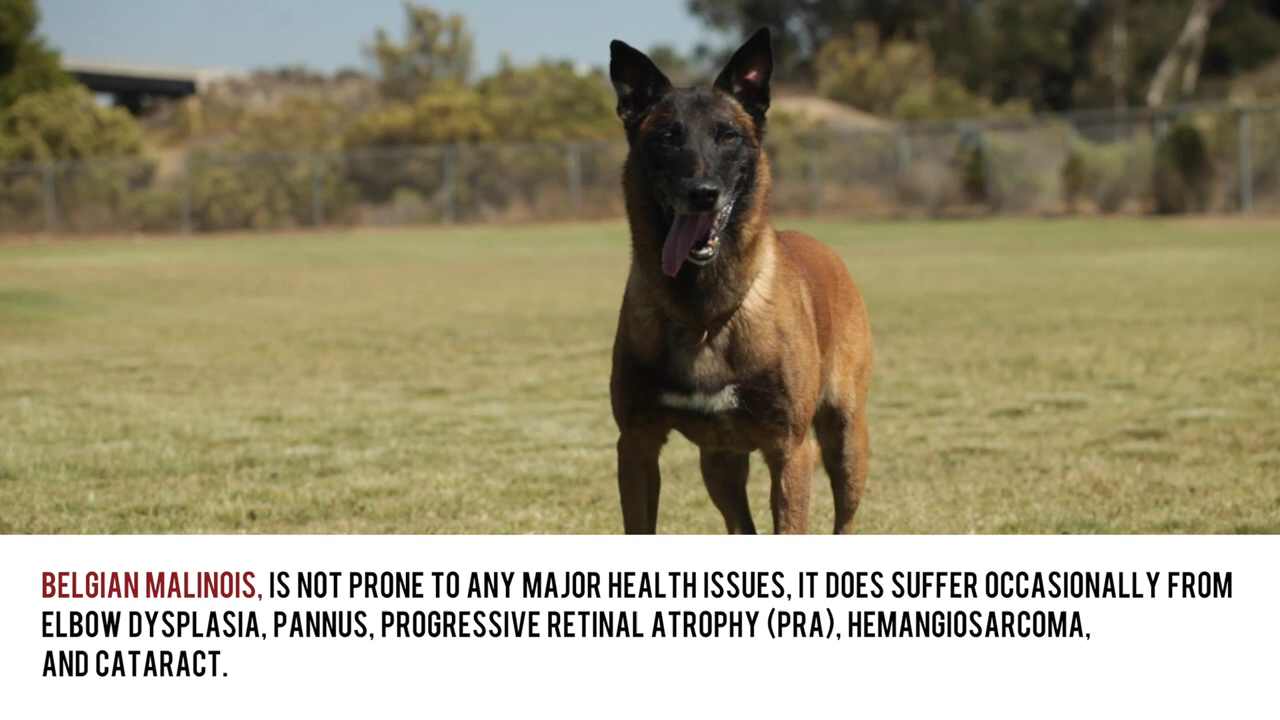 BELGIAN MALINOIS, IS NOT PRONE TO ANY MAJOR HEALTH ISSUES, IT DOES SUFFER OCCASIONALLY FROM
ELBOW DYSPLASIA, PANNUS, PROGRESSIVE RETINAL ATROPHY (PRA), HEMANGIOSARCOMA,
AND CATARACT.